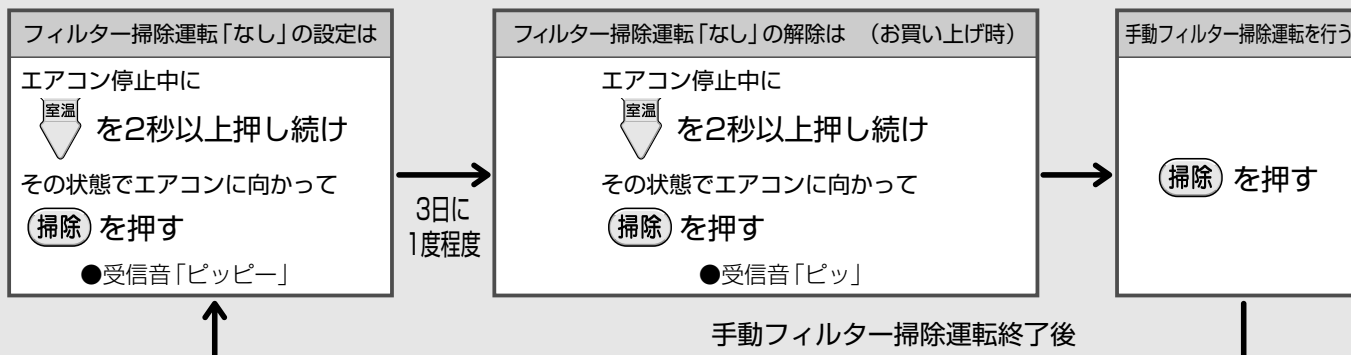 フィルター掃除運転「なし」の設定は
エアコン停止中に
室温 を2秒以上押し続け
その状態でエアコンに向かって
掃除 を押す
●受信音「ピッピー」
3日に
1度程度
フィルター掃除運転「なし」の解除は （お買い上げ時）
エアコン停止中に
室温 を2秒以上押し続け
その状態でエアコンに向かって
掃除 を押す
●受信音「ピッ」
手動フィルター掃除運転を行う
掃除 を押す
手動フィルター掃除運転終了後